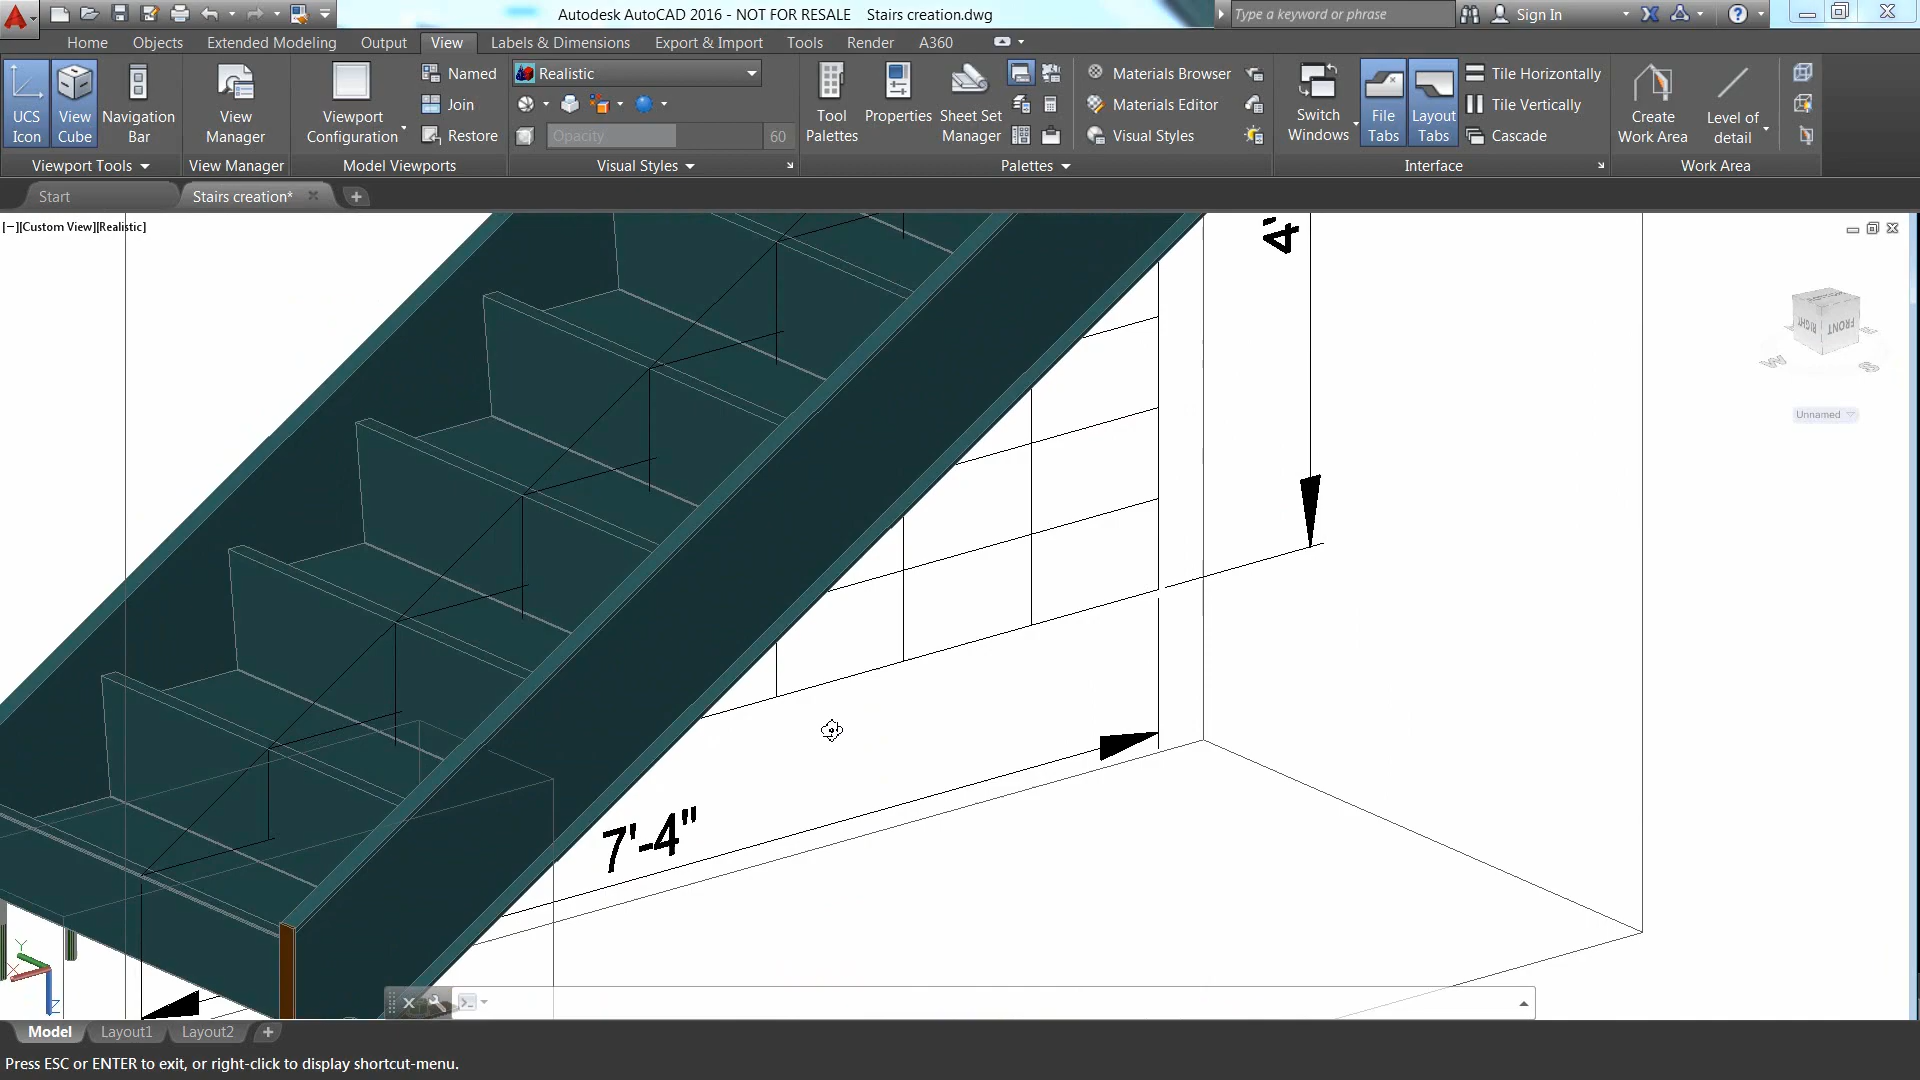 Autodesk AutoCAD 2016 - NOT FOR RESALE    Stairs creation.dwg
Type a keyword or phrase
Sign In
Home
Objects
Extended Modeling
Output
View
Labels & Dimensions
Export & Import
Tools
Render
A360
UCS
Icon
View
Cube
Navigation
Bar
Viewport Tools
View
Manager
View Manager
Viewport
Configuration
Named
Join
Restore
Model Viewports
Realistic
Opacity
60
Visual Styles
Tool
Palettes
Properties
Sheet Set
Manager
Palettes
Materials Browser
Materials Editor
Visual Styles
Switch
Windows
File
Tabs
Layout
Tabs
Tile Horizontally
Tile Vertically
Cascade
Interface
Create
Work Area
Level of
detail
Work Area
Start
Stairs creation*
[−][Custom View][Realistic]
RIGHT
FRONT
W
S
Unnamed
4'-
7'-4"
Y
X
Z
Model
Layout1
Layout2
Press ESC or ENTER to exit, or right-click to display shortcut-menu.